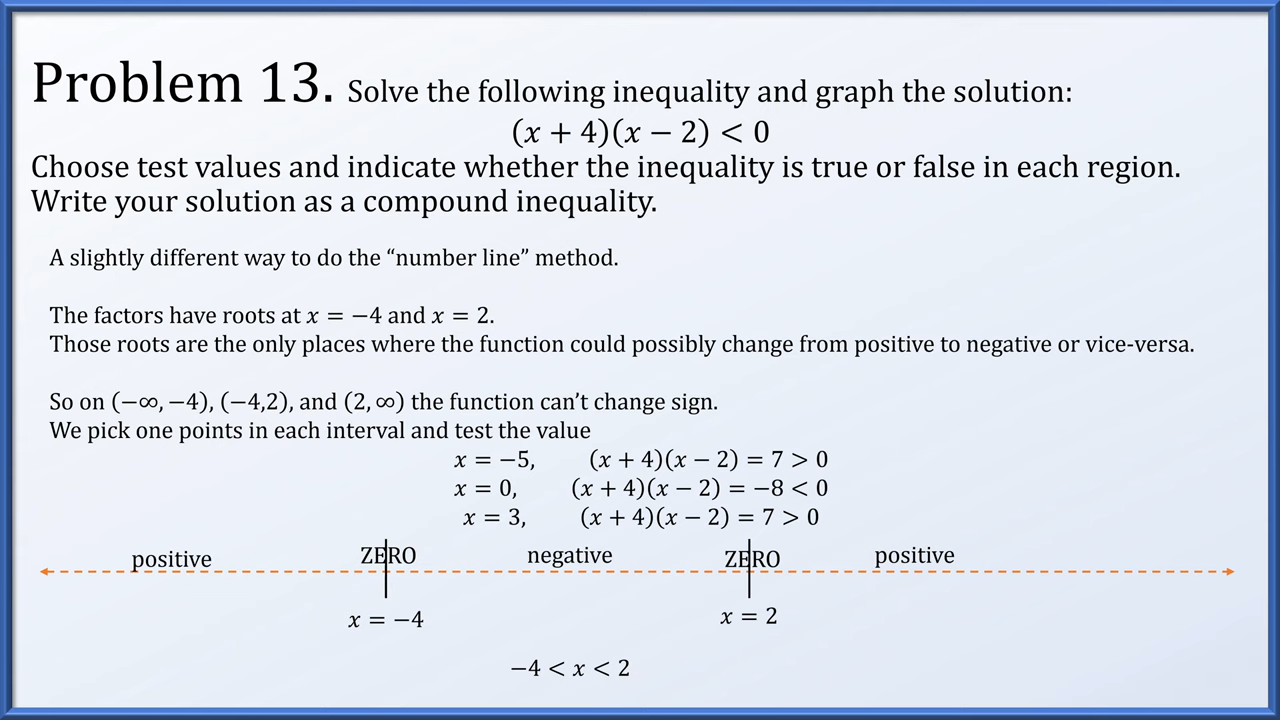 Problem 13. Solve the following inequality and graph the solution:
(x + 4)(x − 2) < 0
Choose test values and indicate whether the inequality is true or false in each region.
Write your solution as a compound inequality.
A slightly different way to do the “number line” method.
The factors have roots at x = −4 and x = 2.
Those roots are the only places where the function could possibly change from positive to negative or vice-versa.
So on (−∞, −4), (−4,2), and (2, ∞) the function can’t change sign.
We pick one points in each interval and test the value
x = −5, (x + 4)(x − 2) = 7 > 0
x = 0, (x + 4)(x − 2) = −8 < 0
x = 3, (x + 4)(x − 2) = 7 > 0
positive ZERO negative ZERO positive
x = −4 x = 2
−4 < x < 2